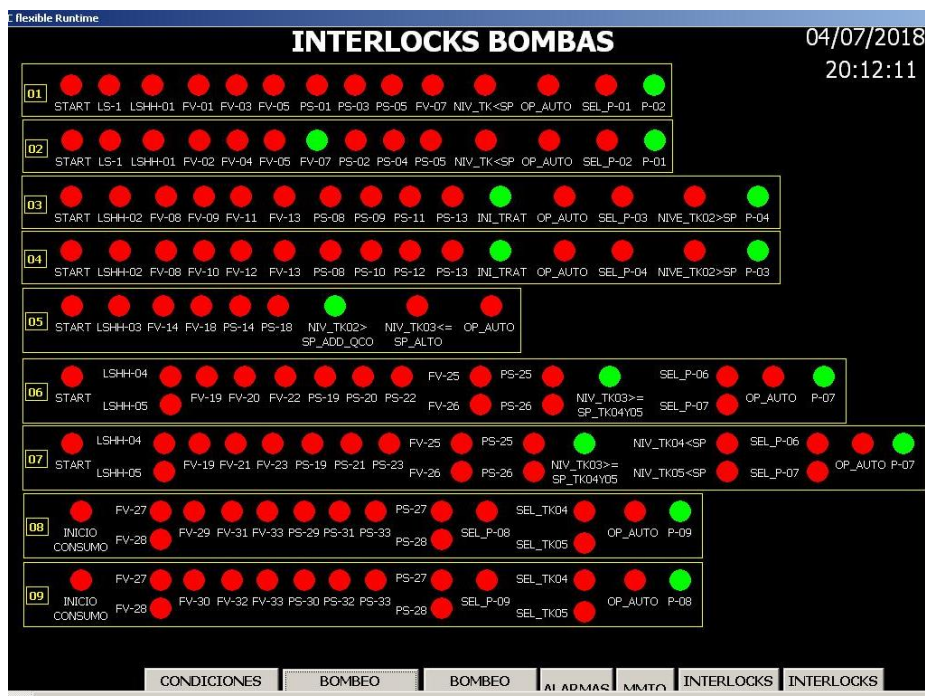 C flexible Runtime
INTERLOCKS BOMBAS
04/07/2018
20:12:11
01
START LS-1 LSHH-01 FV-01 FV-03 FV-05 PS-01 PS-03 PS-05 FV-07 NIV_TK<SP OP_AUTO SEL_P-01 P-02
02
START LS-1 LSHH-01 FV-02 FV-04 FV-05 FV-07 PS-02 PS-04 PS-05 NIV_TK<SP OP_AUTO SEL_P-02 P-01
03
START LSHH-02 FV-08 FV-09 FV-11 FV-13 PS-08 PS-09 PS-11 PS-13 INI_TRAT OP_AUTO SEL_P-03 NIVE_TK02>SP P-04
04
START LSHH-02 FV-08 FV-10 FV-12 FV-13 PS-08 PS-10 PS-12 PS-13 INI_TRAT OP_AUTO SEL_P-04 NIVE_TK02>SP P-03
05
START LSHH-03 FV-14 FV-18 PS-14 PS-18 NIV_TK02> NIV_TK03<= OP_AUTO
SP_ADD_QCO SP_ALTO
06
LSHH-04 FV-25 PS-25 SEL_P-06
START FV-19 FV-20 FV-22 PS-19 PS-20 PS-22 NIV_TK03>= OP_AUTO P-07
LSHH-05 FV-26 PS-26 SP_TK04Y05 SEL_P-07
07
LSHH-04 FV-25 PS-25 NIV_TK04<SP SEL_P-06
START FV-19 FV-21 FV-23 PS-19 PS-21 PS-23 NIV_TK03>= OP_AUTO P-07
LSHH-05 FV-26 PS-26 SP_TK04Y05 NIV_TK05<SP SEL_P-07
08
FV-27 PS-27 SEL_TK04
INICIO FV-29 FV-31 FV-33 PS-29 PS-31 PS-33 SEL_P-08 OP_AUTO P-09
CONSUMO FV-28 PS-28 SEL_TK05
09
FV-27 PS-27 SEL_TK04
INICIO FV-30 FV-32 FV-33 PS-30 PS-32 PS-33 SEL_P-09 OP_AUTO P-08
CONSUMO FV-28 PS-28 SEL_TK05
CONDICIONES BOMBEO BOMBEO ALARMAS MMTO INTERLOCKS INTERLOCKS